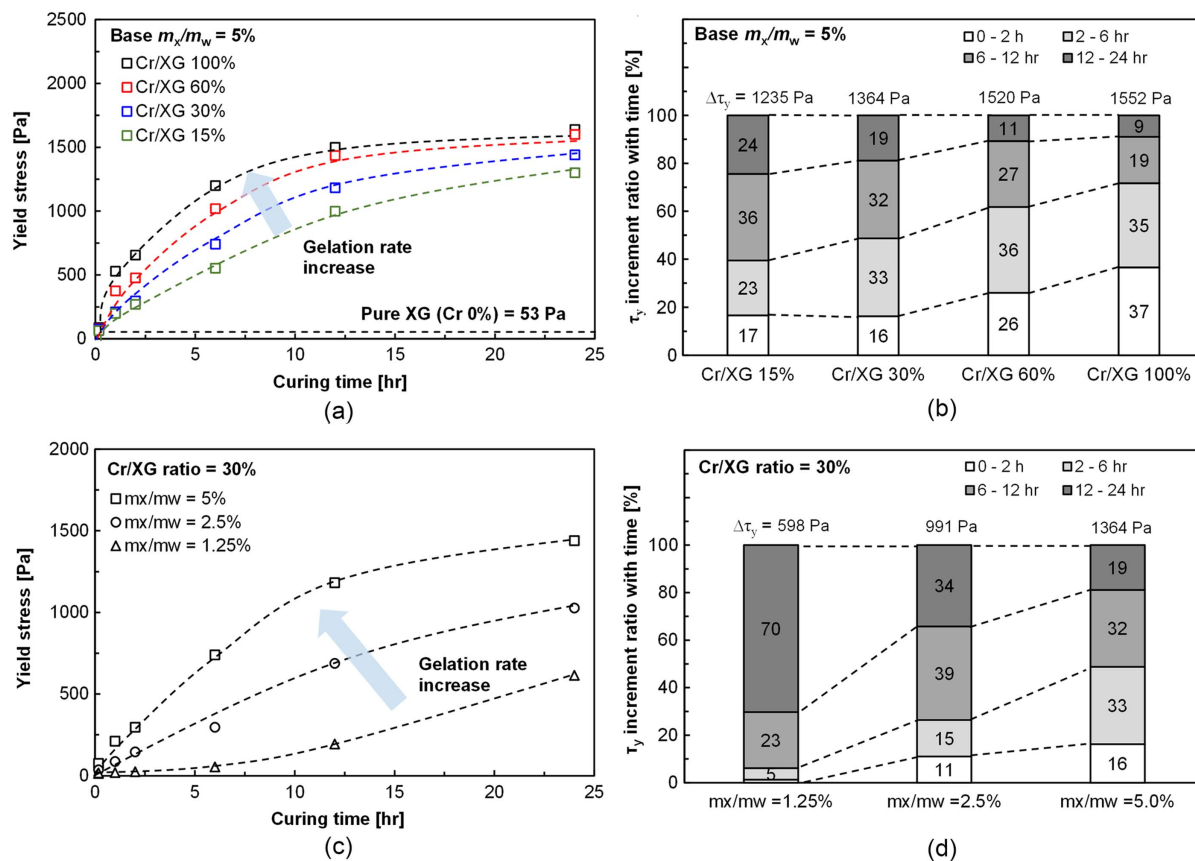 2500
2000
1500
1000
500
0
Yield stress [Pa]
Base mx/mw = 5%
Cr/XG 100%
Cr/XG 60%
Cr/XG 30%
Cr/XG 15%
Gelation rate
increase
Pure XG (Cr 0%) = 53 Pa
0 5 10 15 20 25
Curing time [hr]
(a)
Base mx/mw = 5%
0 - 2 h
2 - 6 hr
6 - 12 hr
12 - 24 hr
τy increment ratio with time [%]
Δτy = 1235 Pa
1364 Pa
1520 Pa
1552 Pa
100
80
60
40
20
0
24
36
23
17
19
32
33
16
11
27
36
26
9
19
35
37
Cr/XG 15%
Cr/XG 30%
Cr/XG 60%
Cr/XG 100%
(b)
2000
1500
1000
500
0
Yield stress [Pa]
Cr/XG ratio = 30%
mx/mw = 5%
mx/mw = 2.5%
mx/mw = 1.25%
Gelation rate
increase
0 5 10 15 20 25
Curing time [hr]
(c)
Cr/XG ratio = 30%
0 - 2 h
2 - 6 hr
6 - 12 hr
12 - 24 hr
τy increment ratio with time [%]
Δτy = 598 Pa
991 Pa
1364 Pa
100
80
60
40
20
0
70
23
5
34
39
15
11
19
32
33
16
mx/mw =1.25%
mx/mw =2.5%
mx/mw =5.0%
(d)